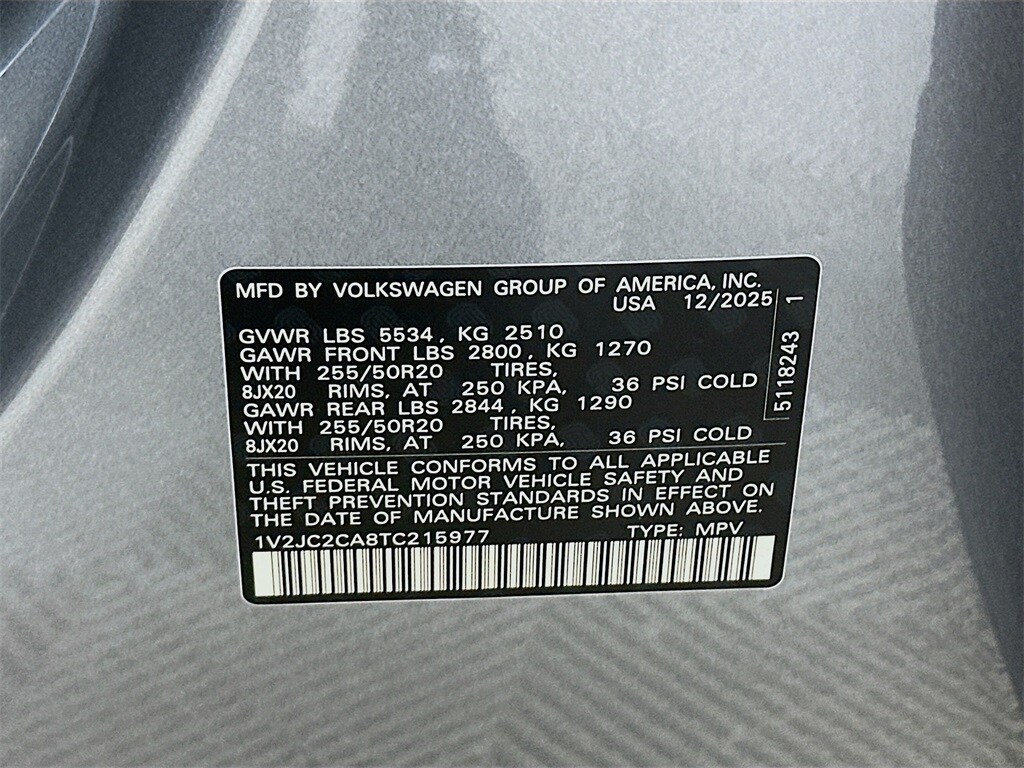 MFD BY VOLKSWAGEN GROUP OF AMERICA, INC.
USA 12/2025
GVWR LBS 5534, KG 2510
GAWR FRONT LBS 2800, KG 1270
WITH 255/50R20 TIRES,
8JX20 RIMS, AT 250 KPA, 36 PSI COLD
GAWR REAR LBS 2844, KG 1290
WITH 255/50R20 TIRES,
8JX20 RIMS, AT 250 KPA, 36 PSI COLD
5118243 1
THIS VEHICLE CONFORMS TO ALL APPLICABLE
U.S. FEDERAL MOTOR VEHICLE SAFETY AND
THEFT PREVENTION STANDARDS IN EFFECT ON
THE DATE OF MANUFACTURE SHOWN ABOVE.
1V2JC2CA8TC215977 TYPE: MPV